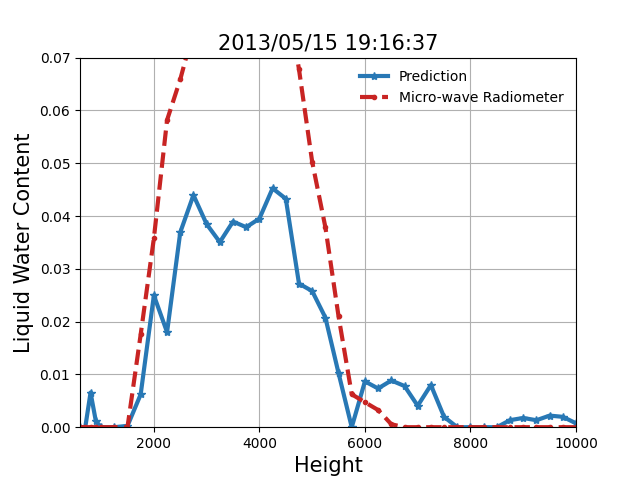 2013/05/15 19:16:37
0.07
0.06
0.05
0.04
0.03
0.02
0.01
0.00
Liquid Water Content
Prediction
Micro-wave Radiometer
2000 4000 6000 8000 10000
Height